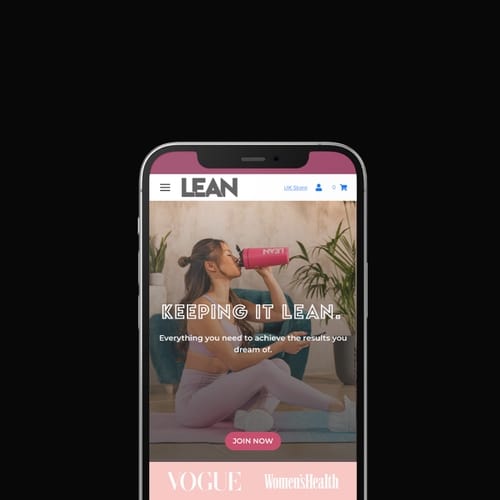 LEAN
UK Store
0
LEAN
KEEPING IT LEAN.
Everything you need to achieve the results you
dream of.
JOIN NOW
VOGUE Women'sHealth